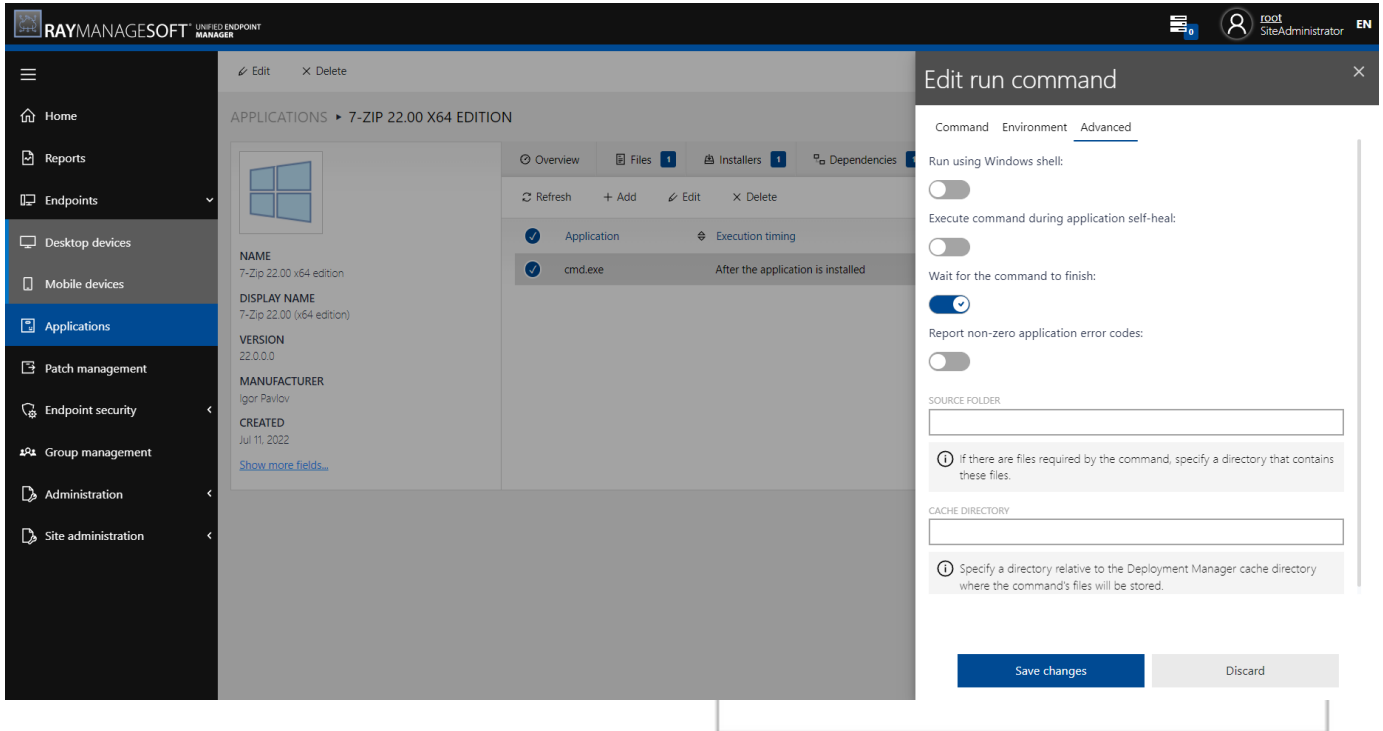 RAYMANAGESOFT UNIFIED ENDPOINT MANAGER
0
root
SiteAdministrator
EN
Home
Reports
Endpoints
Desktop devices
Mobile devices
Applications
Patch management
Endpoint security
Group management
Administration
Site administration
Edit
Delete
APPLICATIONS ▸ 7-ZIP 22.00 X64 EDITION
NAME
7-Zip 22.00 x64 edition
DISPLAY NAME
7-Zip 22.00 (x64 edition)
VERSION
22.0.0.0
MANUFACTURER
Igor Pavlov
CREATED
Jul 11, 2022
Show more fields...
Overview Files 1 Installers 1 Dependencies
Refresh + Add Edit × Delete
Application Execution timing
cmd.exe After the application is installed
Edit run command
Command Environment Advanced
Run using Windows shell:
Execute command during application self-heal:
Wait for the command to finish:
Report non-zero application error codes:
SOURCE FOLDER
If there are files required by the command, specify a directory that contains
these files.
CACHE DIRECTORY
Specify a directory relative to the Deployment Manager cache directory
where the command's files will be stored.
Save changes
Discard